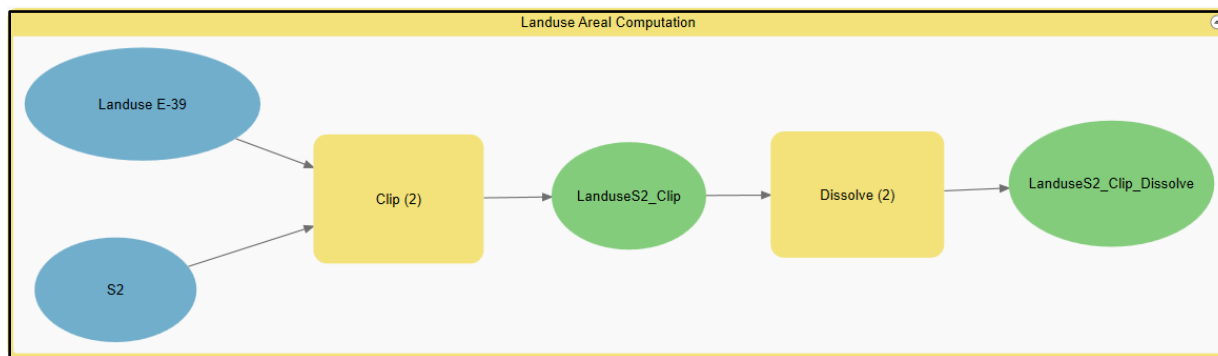 Landuse Areal Computation
Landuse E-39
Clip (2)
LanduseS2_Clip
Dissolve (2)
LanduseS2_Clip_Dissolve
S2